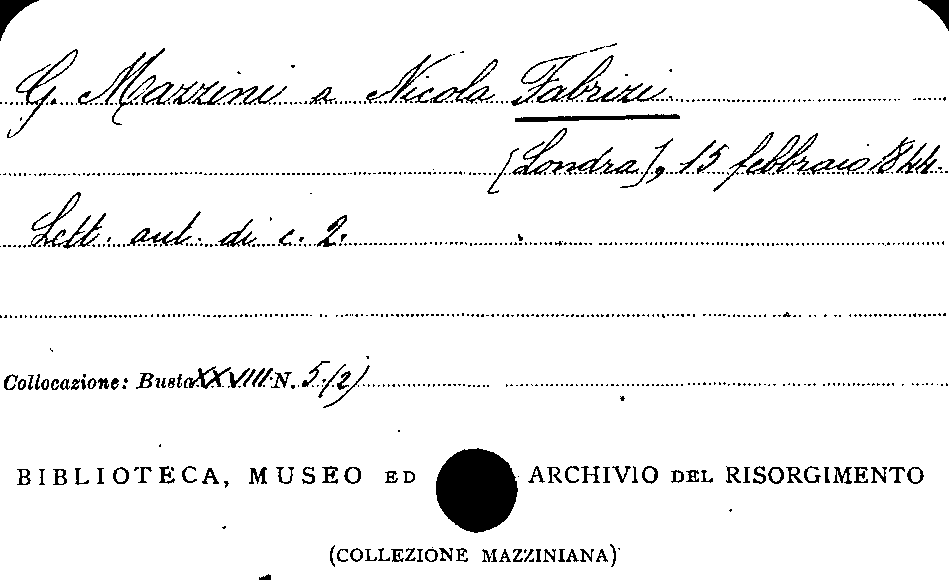 G. Mazzini a Nicola Fabrizi.
[Londra], 15 febbraio 1844.
Lett. aut. di c. 2.
Collocazione: Busta XXVIII N. 5 (2)
BIBLIOTECA, MUSEO ED ARCHIVIO DEL RISORGIMENTO
(COLLEZIONE MAZZINIANA)